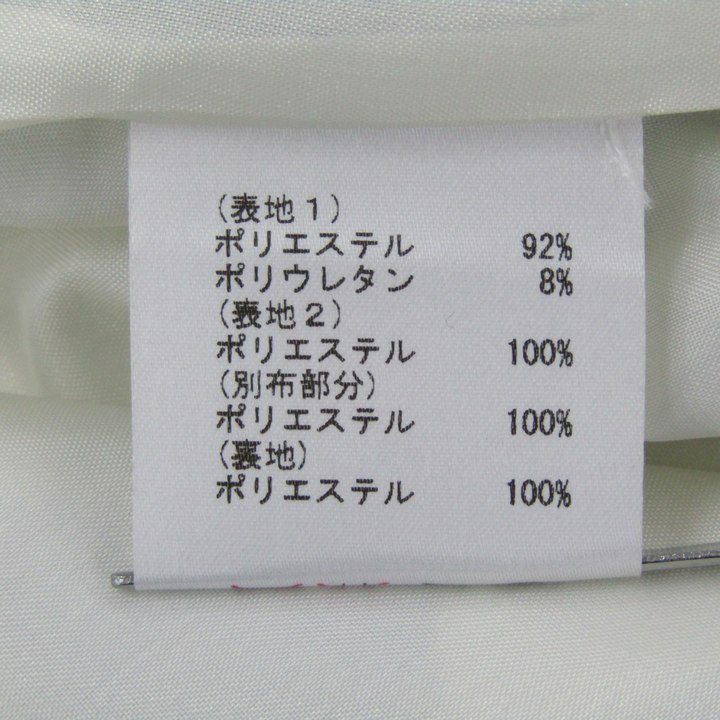 (表地1)
ポリエステル 92%
ポリウレタン 8%
(表地2)
ポリエステル 100%
(別布部分)
ポリエステル 100%
(裏地)
ポリエステル 100%